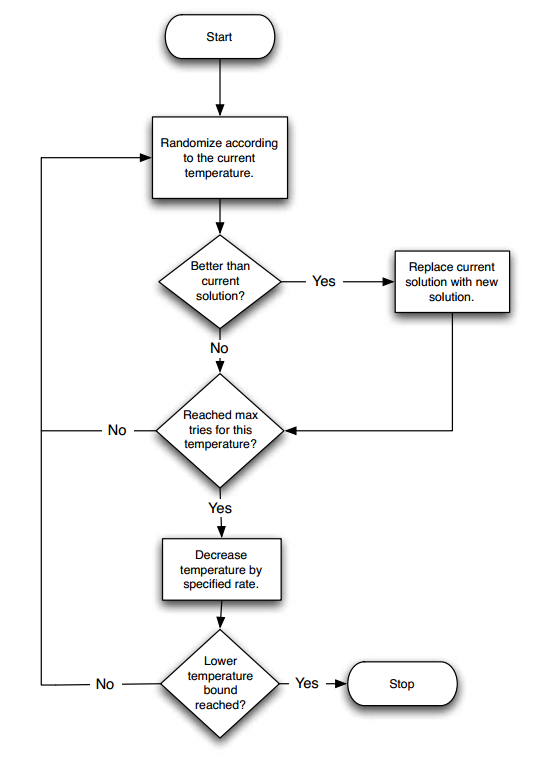 Start
Randomize according
to the current
temperature.
Better than
current
solution?
Yes
Replace current
solution with new
solution.
No
Reached max
tries for this
temperature?
No
Yes
Decrease
temperature by
specified rate.
Lower
temperature
bound
reached?
No
Yes
Stop